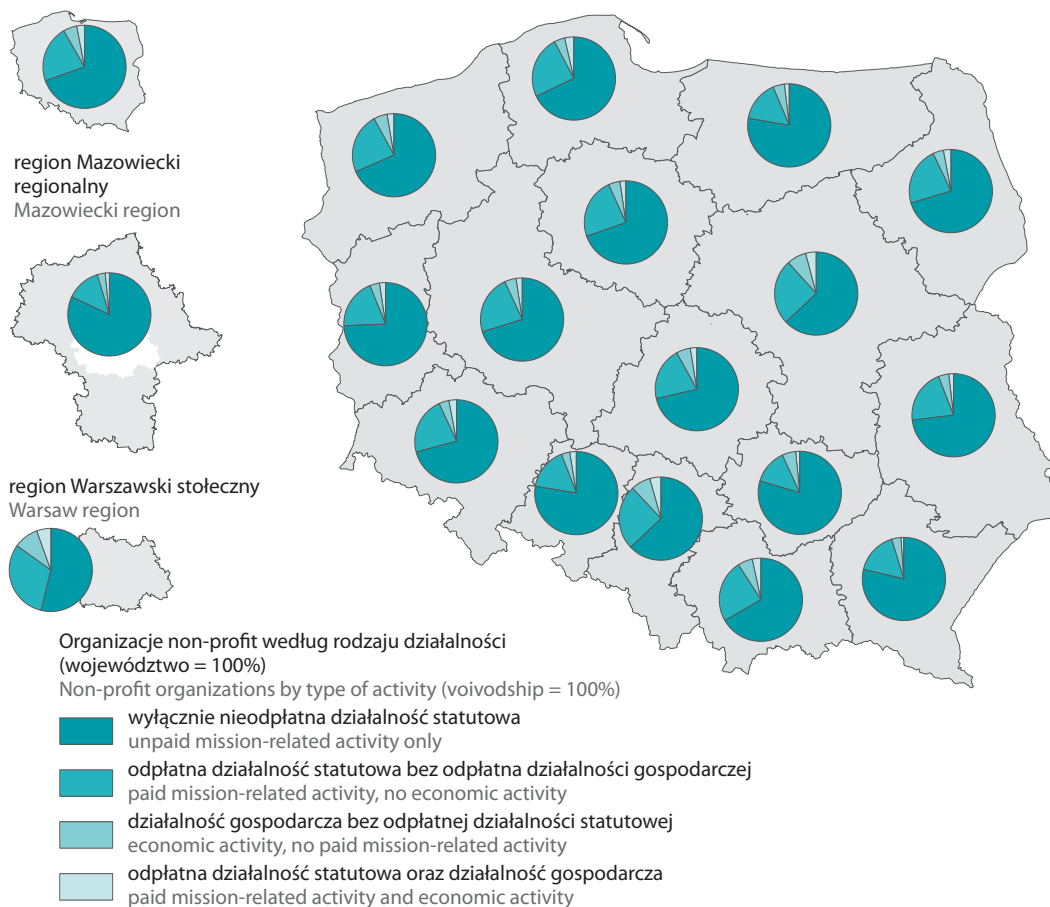 region Mazowiecki
regionalny
Mazowiecki region
region Warszawski stołeczny
Warsaw region
Organizacje non-profit według rodzaju działalności
(województwo = 100%)
Non-profit organizations by type of activity (voivodship = 100%)
wyłącznie nieodpłatna działalność statutowa
unpaid mission-related activity only
odpłatna działalność statutowa bez odpłatna działalności gospodarczej
paid mission-related activity, no economic activity
działalność gospodarcza bez odpłatnej działalności statutowej
economic activity, no paid mission-related activity
odpłatna działalność statutowa oraz działalność gospodarcza
paid mission-related activity and economic activity